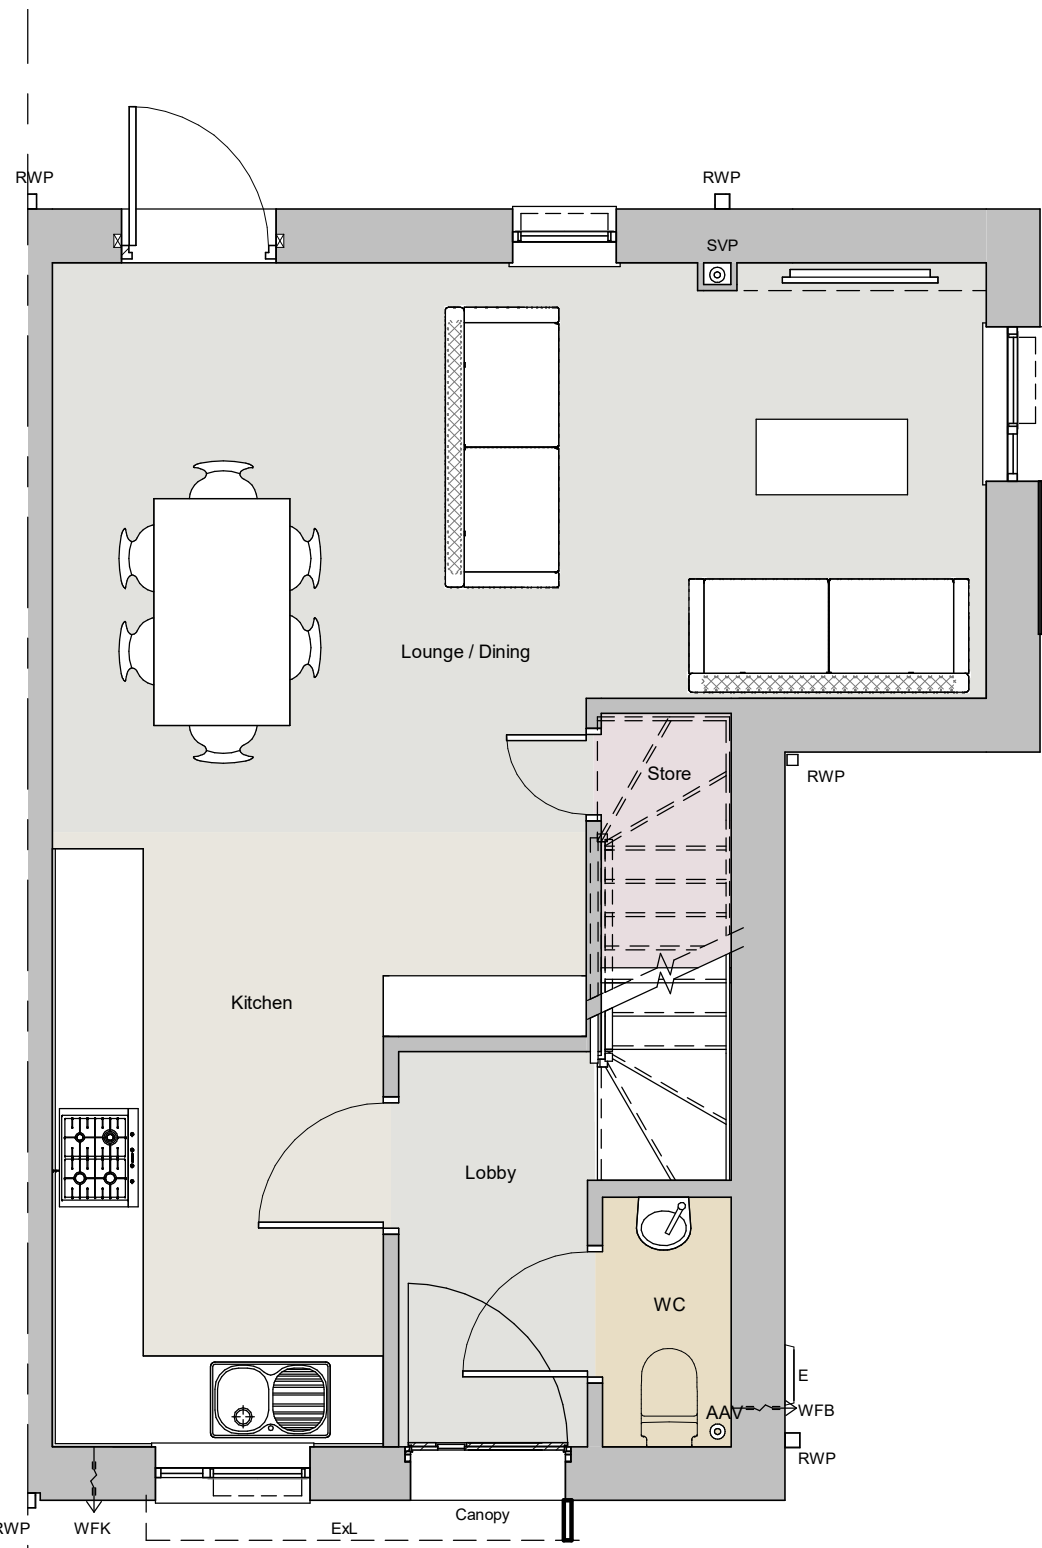 RWP
RWP
SVP
Lounge / Dining
Store
RWP
Kitchen
Lobby
WC
E
AAV
WFB
RWP
Canopy
RWP
WFK
ExL